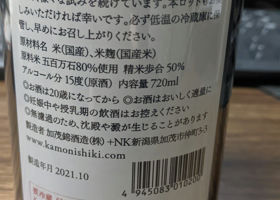 しみいただければ幸いです。必ず低温の冷蔵庫に
管し、早めにお召し上がりください。
原材料名 米(国産)、米麹(国産米)
原料米 五百万石80%使用 精米歩合 50%
アルコール分 15度(原酒) 内容量 720ml
◎お酒は20歳になってから ◎お酒はおいしく適量に
◎妊娠中や授乳期の飲酒はお控えください
◎無濾過のため、沈殿や澱が生じることがあります
製造者 加茂錦酒造(株) +NK新潟県加茂市仲町3-3
www.kamonishiki.com
製造年月 2021.10
4 945083 0102